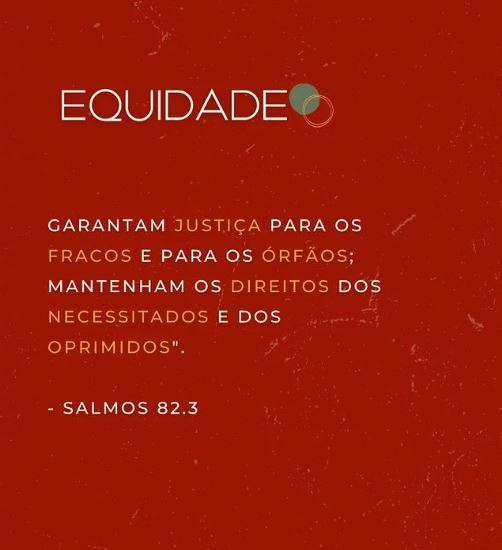 EQUIDADE
GARANTAM JUSTIÇA PARA OS
FRACOS E PARA OS ÓRFÃOS;
MANTENHAM OS DIREITOS DOS
NECESSITADOS E DOS
OPRIMIDOS".
- SALMOS 82.3